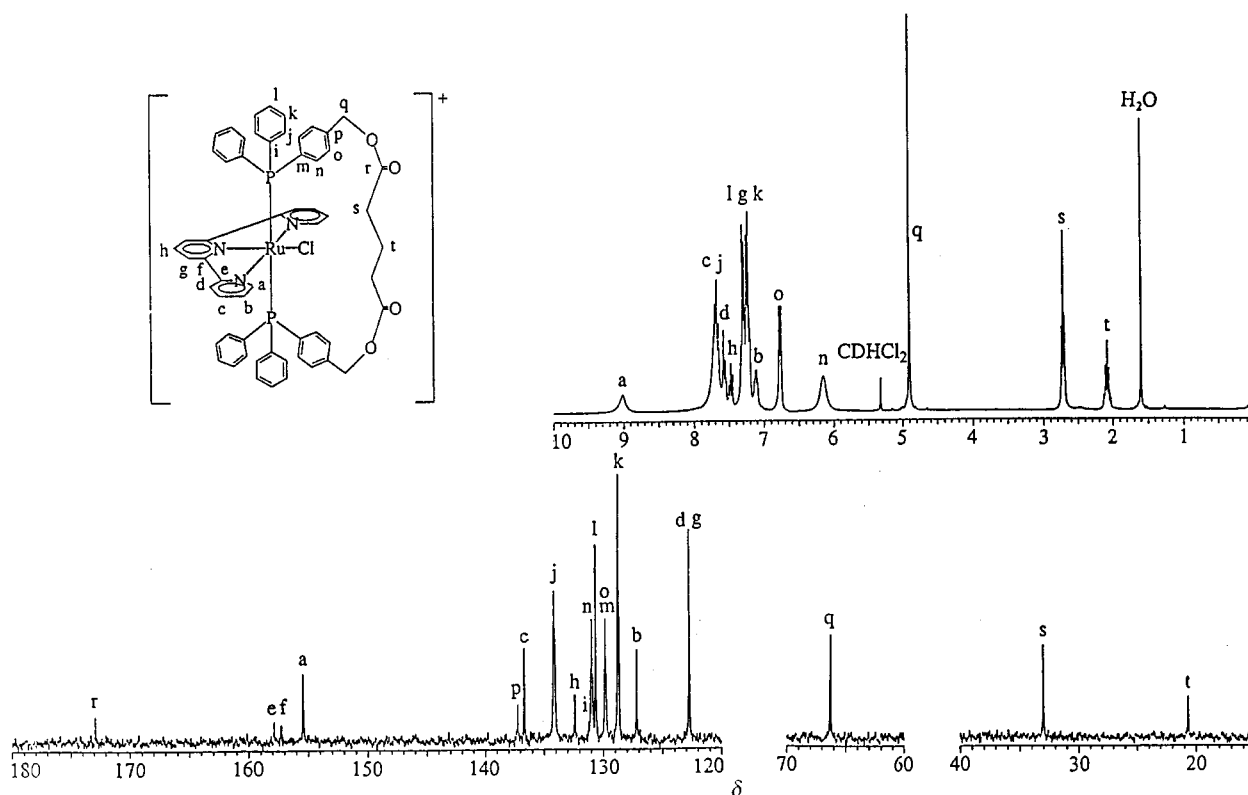 +
l
k
q
j
p
O
i
o
r
O
m
n
P
s
N
t
h
N
Ru
Cl
g
f
e
N
d
a
c
b
O
P
O
H₂O
l g k
q
s
c j
o
d
t
h
b
CDHCl₂
n
a
10 9 8 7 6 5 4 3 2 1
k
l
d g
j
o
n
m
q
c
b
s
a
h
p
i
t
r
e f
180 170 160 150 140 130 120 70 60 40 30 20
δ